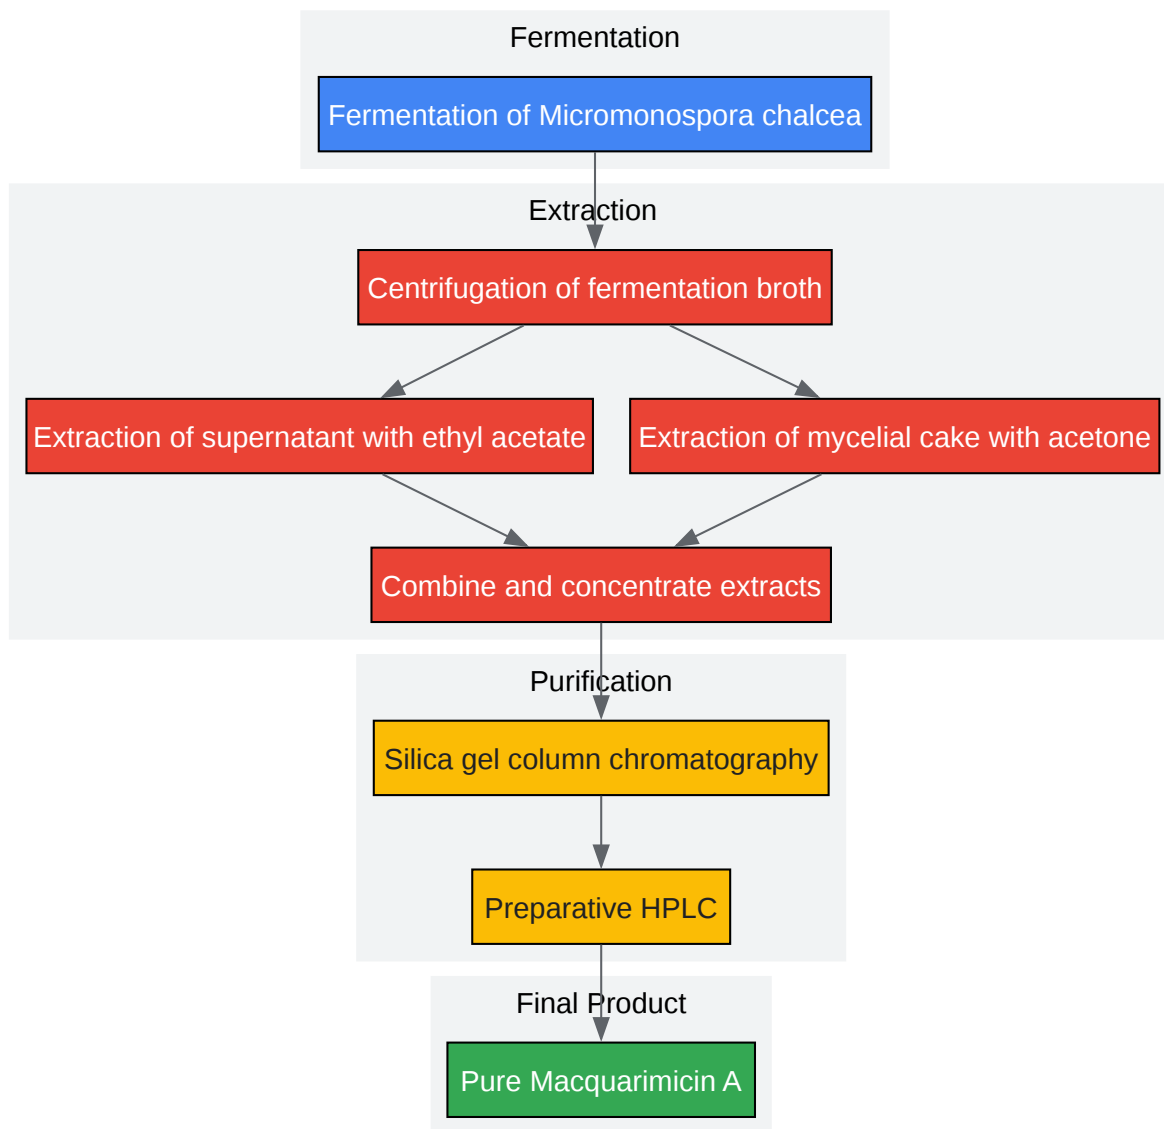 Fermentation
Fermentation of Micromonospora chalcea
Extraction
Centrifugation of fermentation broth
Extraction of supernatant with ethyl acetate
Extraction of mycelial cake with acetone
Combine and concentrate extracts
Purification
Silica gel column chromatography
Preparative HPLC
Final Product
Pure Macquarimicin A